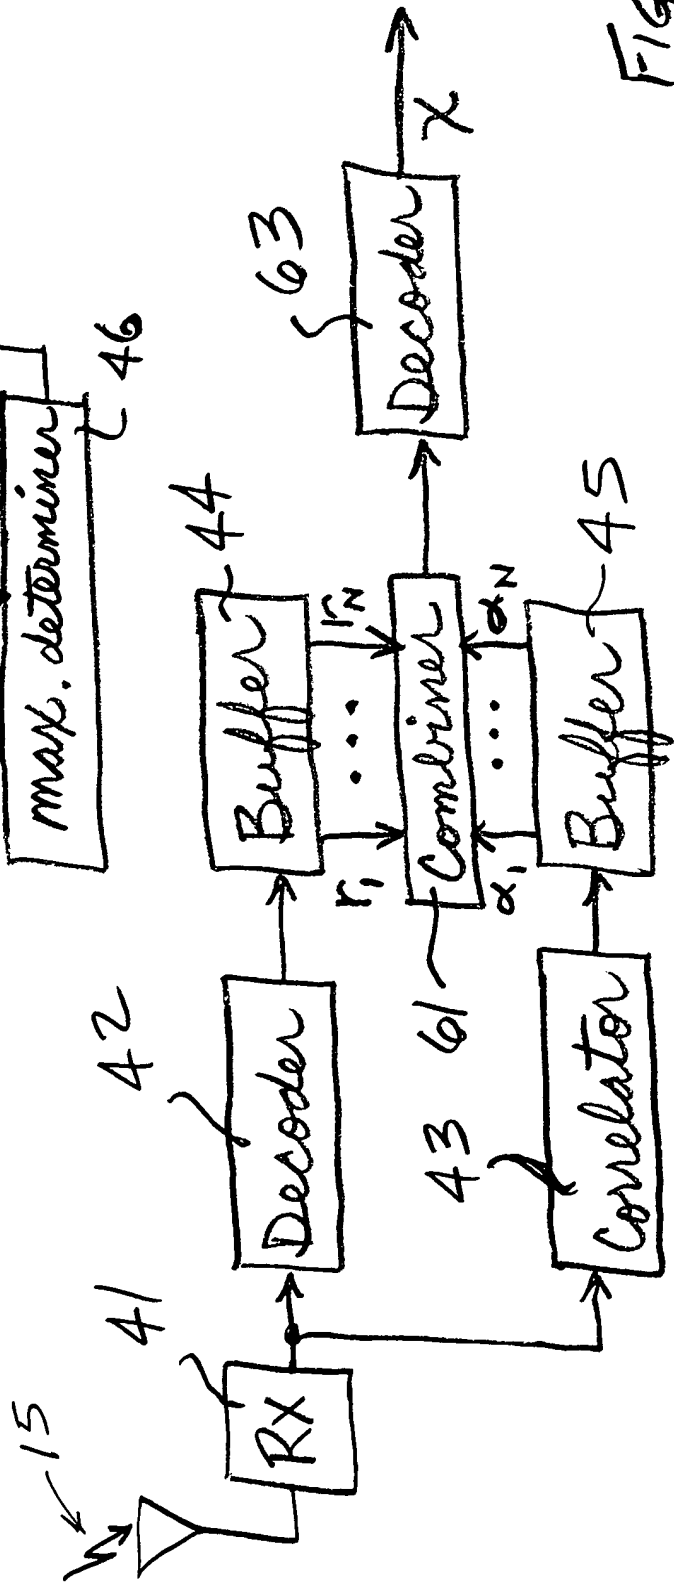 max. determiner
46
15
41
Rx
42
Decoder
44
Buffer
r1
rN
61
Combiner
63
Decoder
x
α1
αN
43
Correlator
45
Buffer
FIG